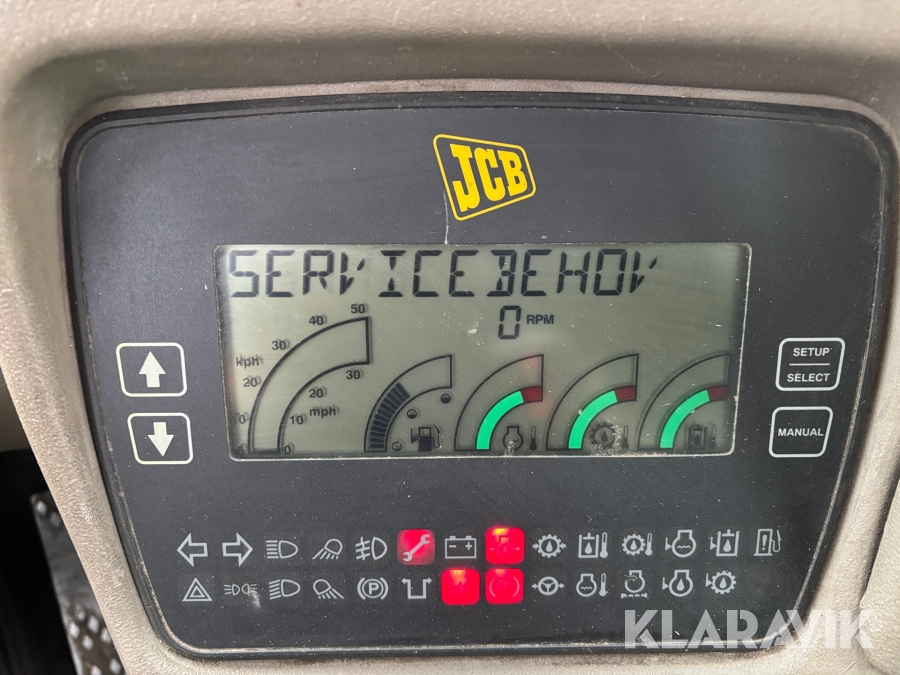 JCB
SERVICEBEHOV
0 RPM
50
40
30
kph
20
30
20
mph
10
0
0
SETUP
SELECT
MANUAL
P
KLARAVIK